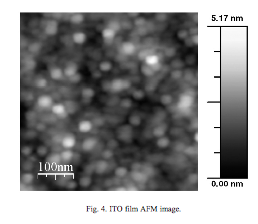 5.17 nm
100nm
0.00 nm
Fig. 4. ITO film AFM image.